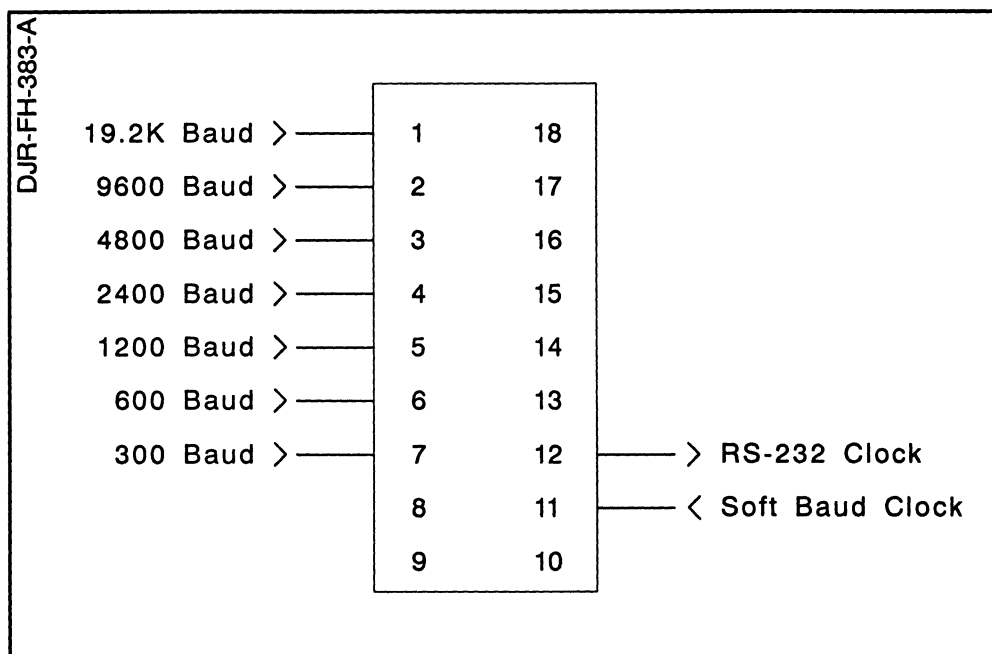 DJR-FH-383-A
19.2K Baud > 1 18
9600 Baud > 2 17
4800 Baud > 3 16
2400 Baud > 4 15
1200 Baud > 5 14
600 Baud > 6 13
300 Baud > 7 12 > RS-232 Clock
8 11 < Soft Baud Clock
9 10